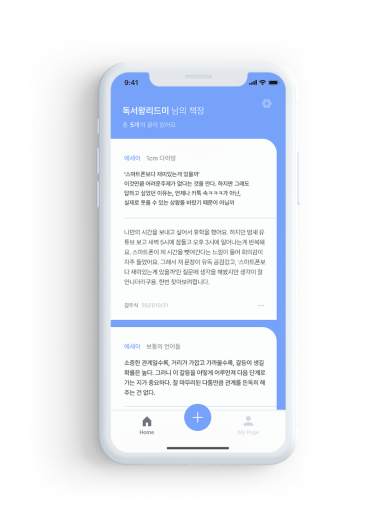 9:41
독서왕리드미 님의 책장
총 5개의 글이 있어요
에세이 1cm 다이빙
'스마트폰보다 재미있는게 있을까'
이것만큼 어려운주제가 없다는 것을 안다. 하지만 그래도
답하고 싶었던 이유는, 언제나 카톡 속ㅋㅋㅋ가 아닌,
실제로 웃을 수 있는 상황을 바랐기 때문이 아닐까
나만의 시간을 보내고 싶어서 휴학을 했어요. 하지만 밤새 유
튜브 보고 새벽 5시에 잠들고 오후 3시에 일어나는게 반복돼
요. 스마트폰이 제 시간을 뺏어간다는 느낌이 들어 회의감이
자주 들었어요. 그래서 저 문장이 유독 공감갔고, '스마트폰보
다 재미있는게 있을까'란 질문에 생각을 해봤지만 생각이 잘
안나더라구용. 한번 찾아보려합니다.
김두식 2021/10/31
에세이 보통의 언어들
소중한 관계일수록, 거리가 가깝고 가까울수록, 갈등이 생길
확률은 높다. 그러니 이 갈등을 어떻게 어루만져 다음 단계로
가는 지가 중요하다. 잘 마무리된 다툼만큼 관계를 돈독히 해
주는 건 없다.
Home
My Page